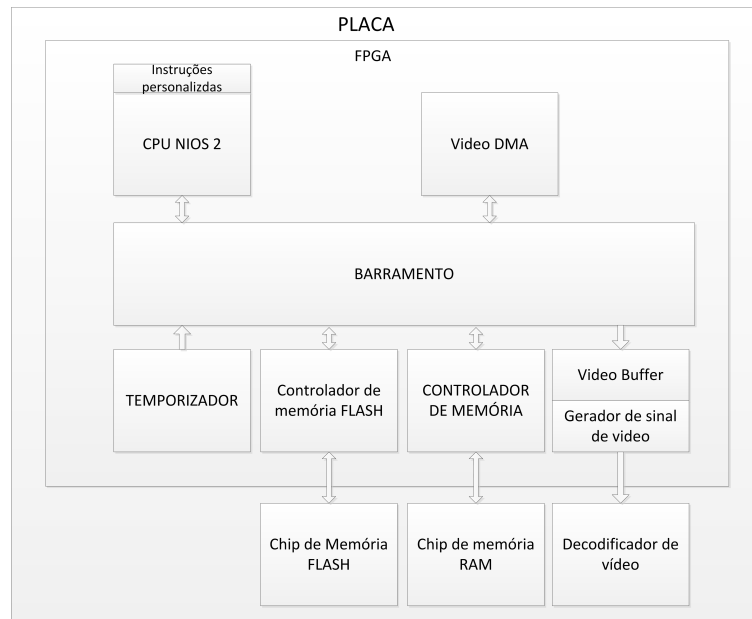 PLACA
FPGA
Instruções
personalizdas
CPU NIOS 2
Video DMA
BARRAMENTO
TEMPORIZADOR
Controlador de
memória FLASH
CONTROLADOR
DE MEMÓRIA
Video Buffer
Gerador de sinal
de video
Chip de Memória
FLASH
Chip de memória
RAM
Decodificador de
vídeo